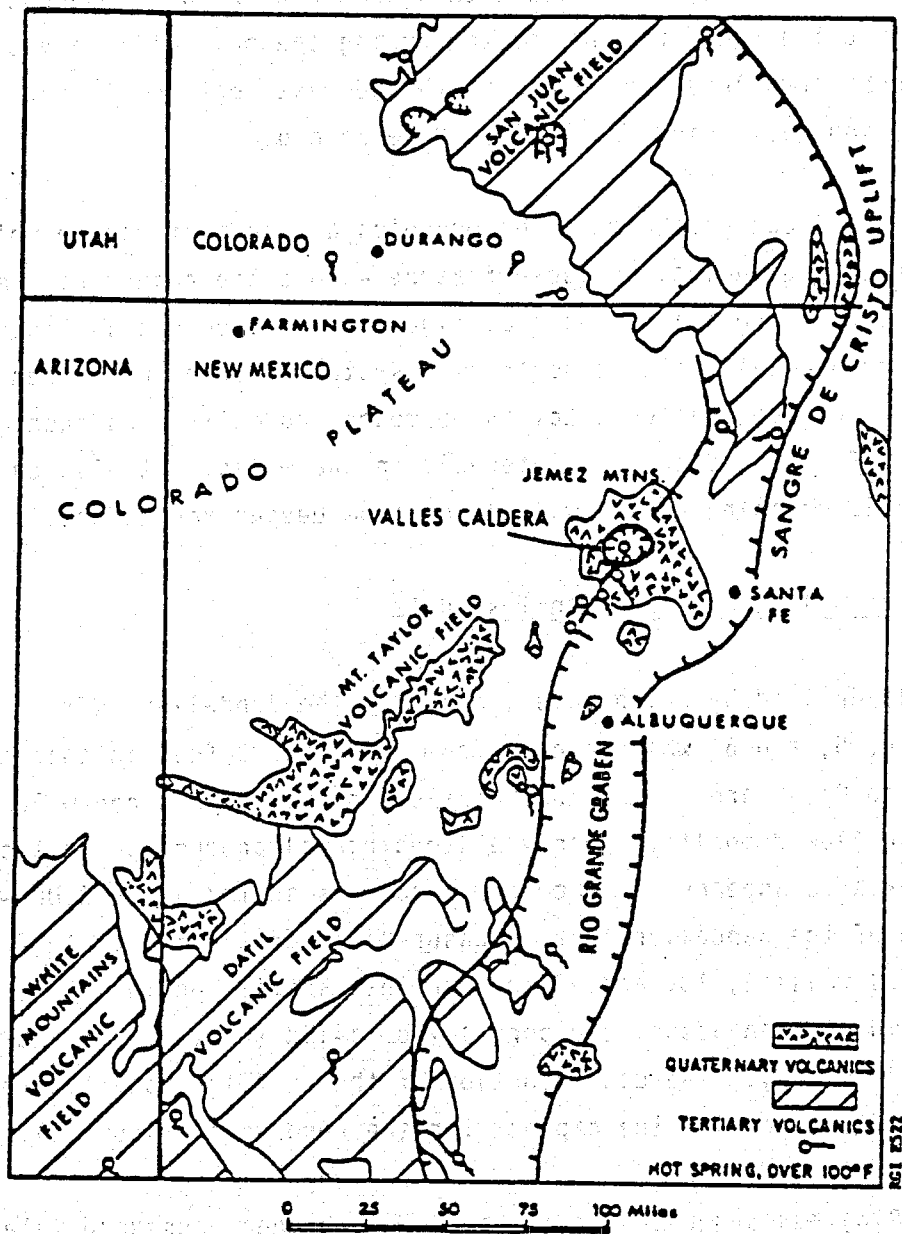 SAN JUAN
VOLCANIC FIELD
UTAH
COLORADO
DURANGO
SANGRE DE CRISTO UPLIFT
FARMINGTON
ARIZONA
NEW MEXICO
COLORADO PLATEAU
JEMEZ MTNS.
VALLES CALDERA
SANTA
FE
MT. TAYLOR
VOLCANIC FIELD
ALBUQUERQUE
RIO GRANDE GRABEN
WHITE
MOUNTAINS
VOLCANIC
FIELD
DATIL
VOLCANIC FIELD
QUATERNARY VOLCANICS
TERTIARY VOLCANICS
HOT SPRING, OVER 100°F
RGI E522
0 25 50 75 100 Miles